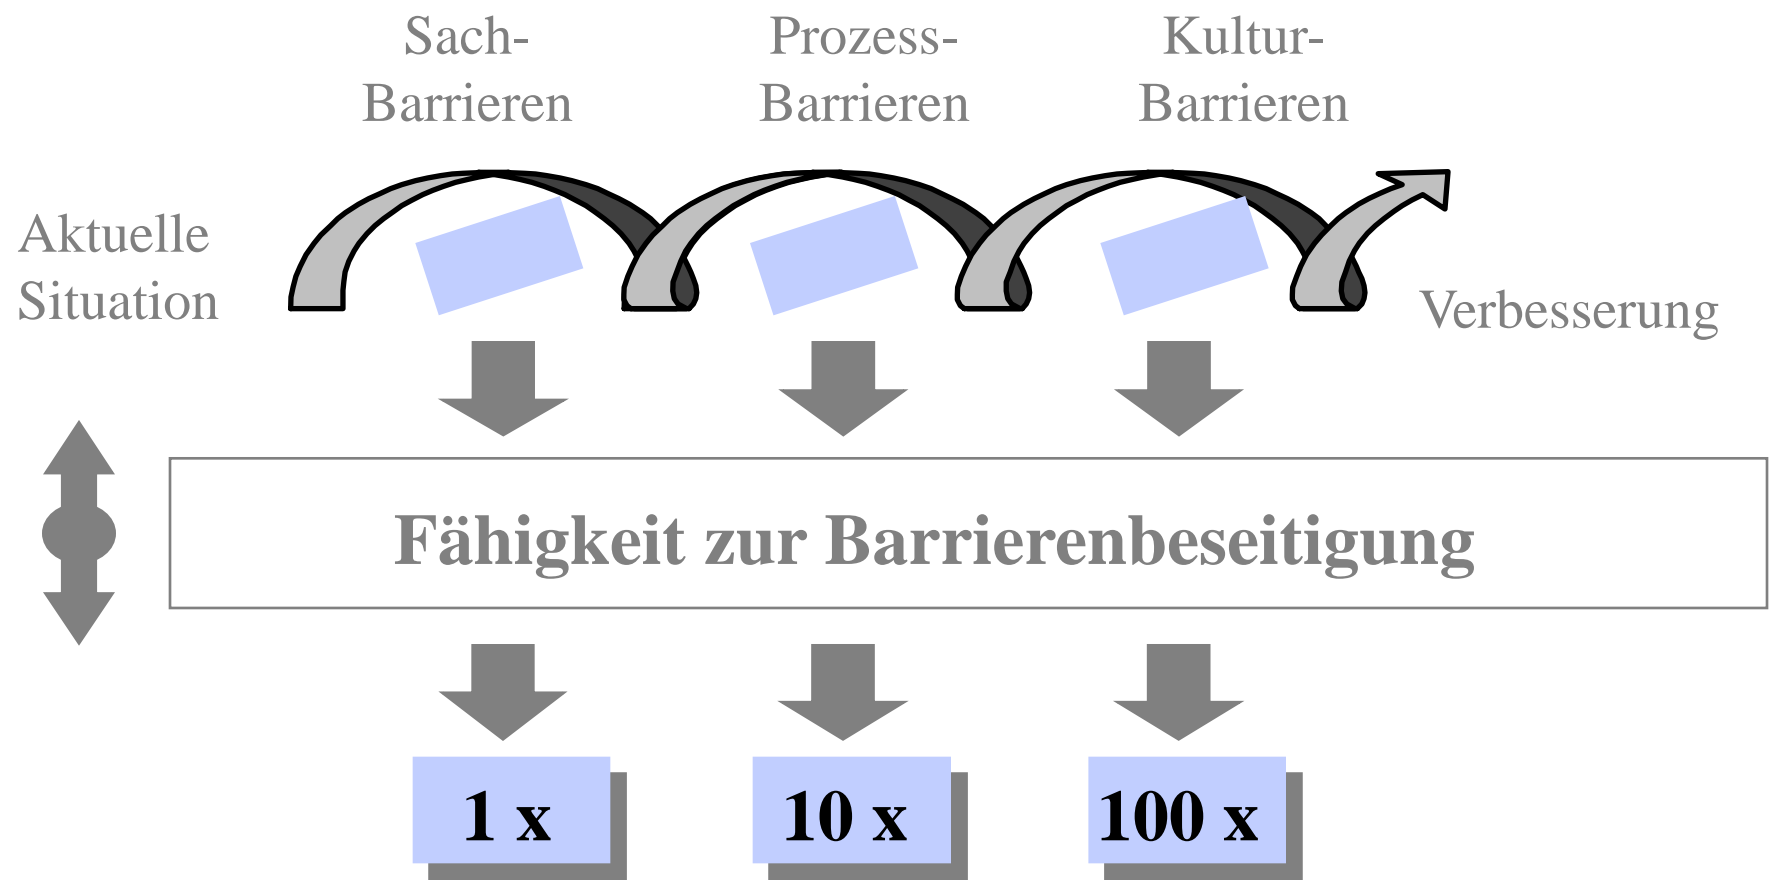 Sach-
Barrieren
Prozess-
Barrieren
Kultur-
Barrieren
Aktuelle
Situation
Verbesserung
Fähigkeit zur Barrierenbeseitigung
1 x
10 x
100 x